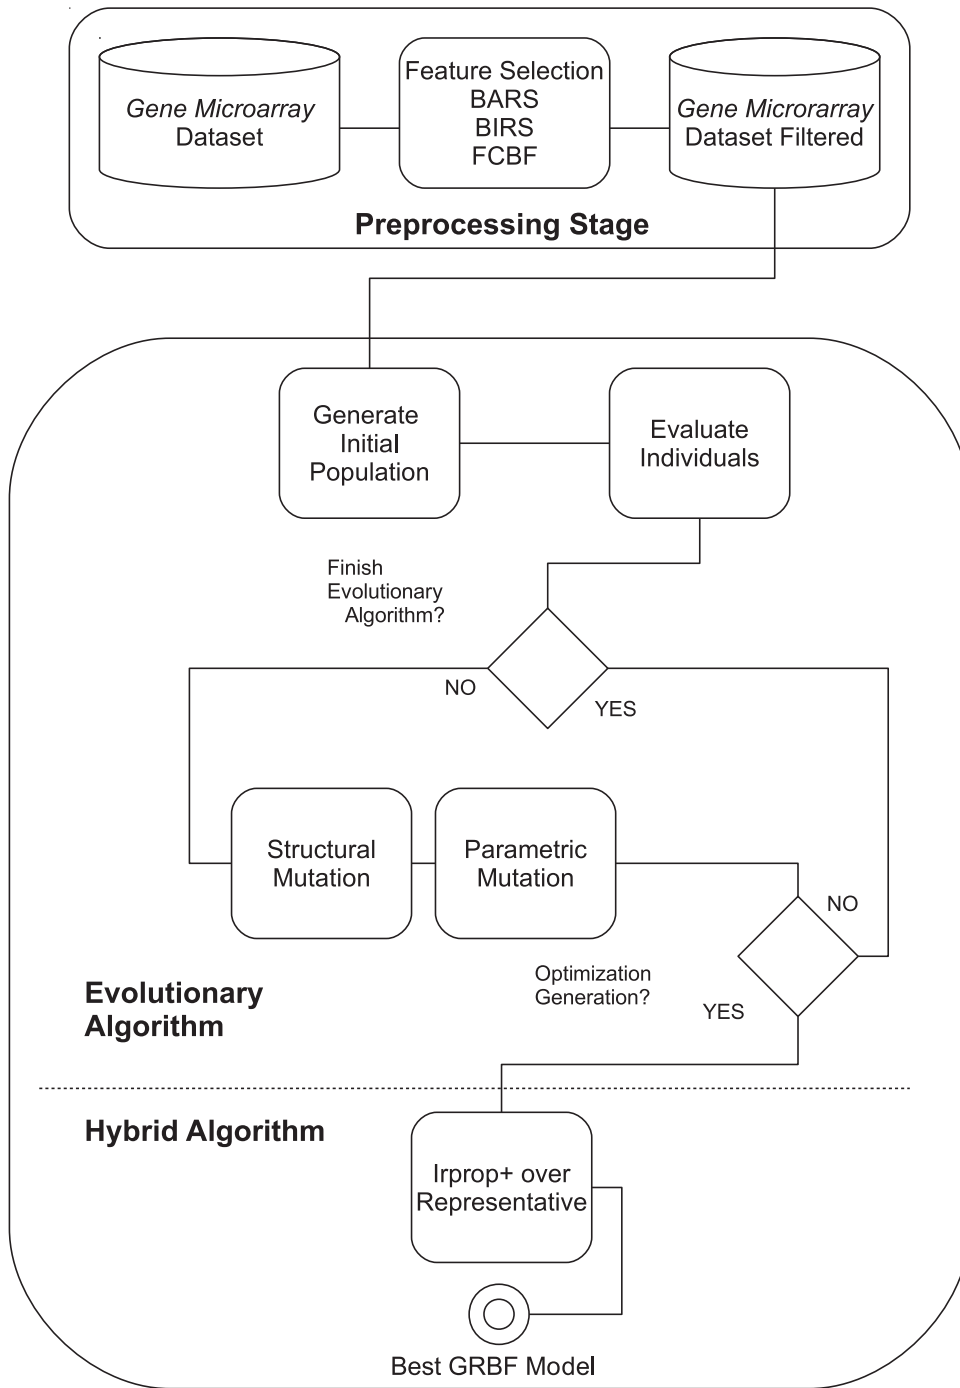 Gene Microarray
Dataset
Feature Selection
BARS
BIRS
FCBF
Gene Microrarray
Dataset Filtered
Preprocessing Stage
Generate
Initial
Population
Evaluate
Individuals
Finish
Evolutionary
Algorithm?
NO
YES
Structural
Mutation
Parametric
Mutation
NO
Optimization
Generation?
YES
Evolutionary
Algorithm
Hybrid Algorithm
Irprop+ over
Representative
Best GRBF Model